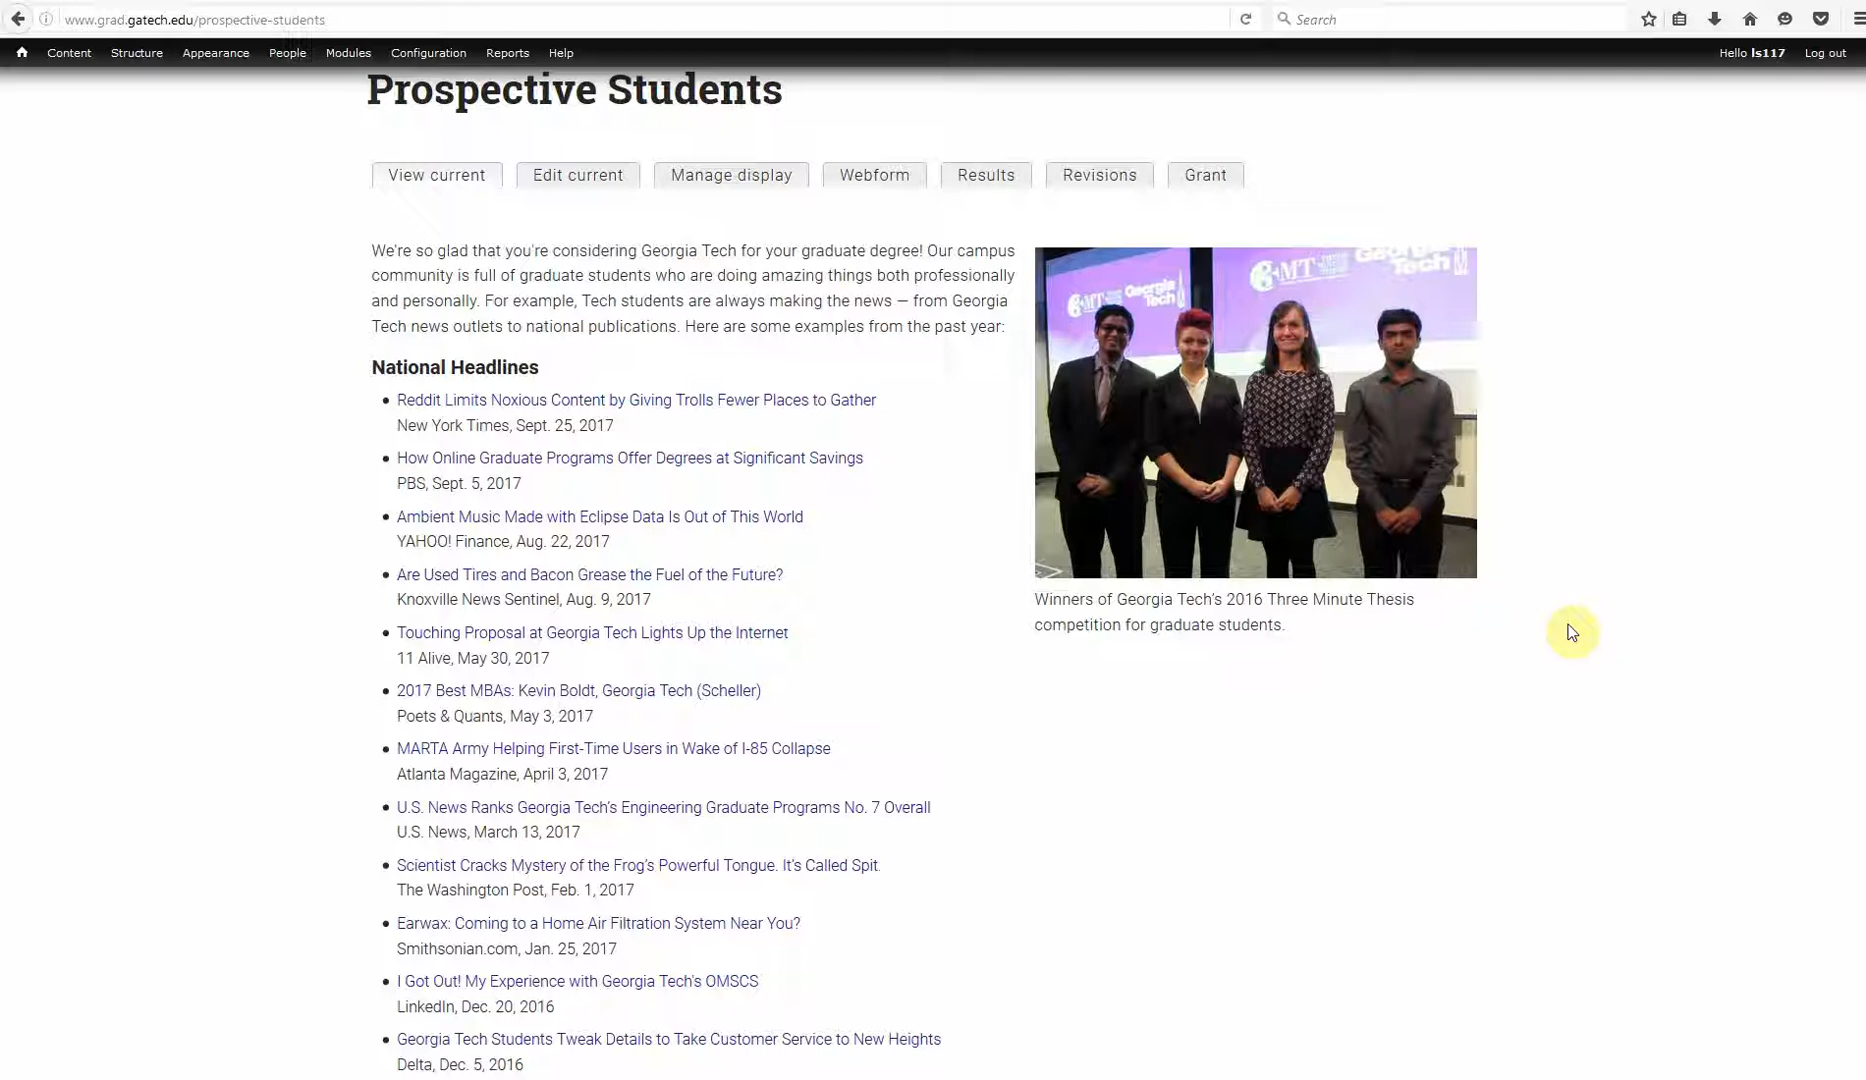 www.grad.gatech.edu/prospective-students
Search
Content Structure Appearance People Modules Configuration Reports Help
Hello ls117 Log out
Prospective Students
View current Edit current Manage display Webform Results Revisions Grant
We're so glad that you're considering Georgia Tech for your graduate degree! Our campus
community is full of graduate students who are doing amazing things both professionally
and personally. For example, Tech students are always making the news — from Georgia
Tech news outlets to national publications. Here are some examples from the past year:
National Headlines
Reddit Limits Noxious Content by Giving Trolls Fewer Places to Gather
New York Times, Sept. 25, 2017
How Online Graduate Programs Offer Degrees at Significant Savings
PBS, Sept. 5, 2017
Ambient Music Made with Eclipse Data Is Out of This World
YAHOO! Finance, Aug. 22, 2017
Are Used Tires and Bacon Grease the Fuel of the Future?
Knoxville News Sentinel, Aug. 9, 2017
Touching Proposal at Georgia Tech Lights Up the Internet
11 Alive, May 30, 2017
2017 Best MBAs: Kevin Boldt, Georgia Tech (Scheller)
Poets & Quants, May 3, 2017
MARTA Army Helping First-Time Users in Wake of I-85 Collapse
Atlanta Magazine, April 3, 2017
U.S. News Ranks Georgia Tech's Engineering Graduate Programs No. 7 Overall
U.S. News, March 13, 2017
Scientist Cracks Mystery of the Frog's Powerful Tongue. It's Called Spit.
The Washington Post, Feb. 1, 2017
Earwax: Coming to a Home Air Filtration System Near You?
Smithsonian.com, Jan. 25, 2017
I Got Out! My Experience with Georgia Tech's OMSCS
LinkedIn, Dec. 20, 2016
Georgia Tech Students Tweak Details to Take Customer Service to New Heights
Delta, Dec. 5, 2016
MT Georgia Tech
MT Georgia Tech
Winners of Georgia Tech's 2016 Three Minute Thesis
competition for graduate students.